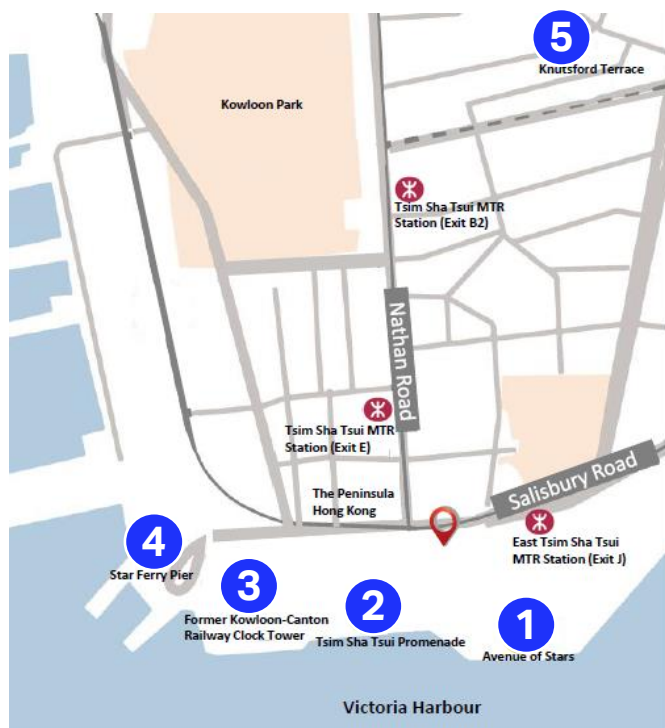 5
Knutsford Terrace
Kowloon Park
Tsim Sha Tsui MTR
Station (Exit B2)
Nathan Road
Tsim Sha Tsui MTR
Station (Exit E)
Salisbury Road
The Peninsula
Hong Kong
East Tsim Sha Tsui
MTR Station (Exit J)
4
Star Ferry Pier
3
Former Kowloon-Canton
Railway Clock Tower
2
Tsim Sha Tsui Promenade
1
Avenue of Stars
Victoria Harbour